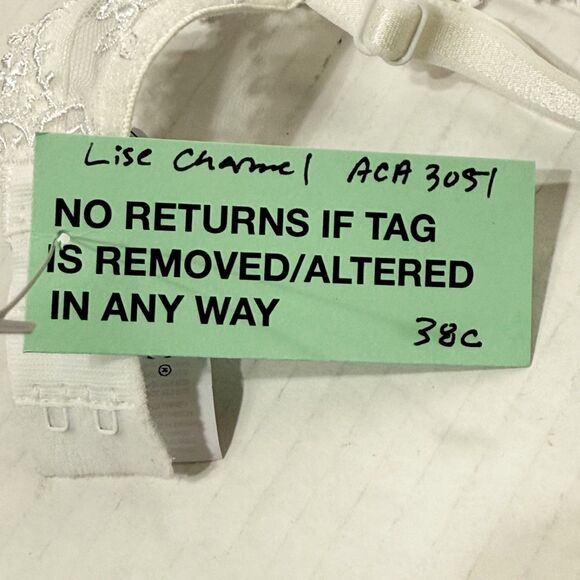 Lise Charmel ACA 3051
NO RETURNS IF TAG
IS REMOVED/ALTERED
IN ANY WAY
38C